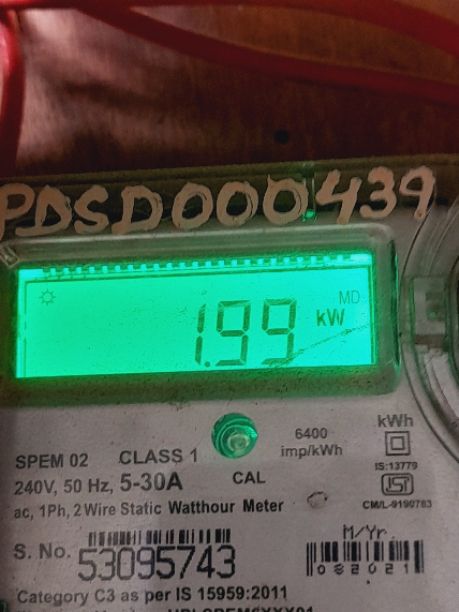 PDSD000439
MD
1.99 kW
kWh
6400
imp/kWh
SPEM 02 CLASS 1
IS:13779
240V, 50 Hz, 5-30A CAL
ISI
CM/L-9190783
ac, 1Ph, 2 Wire Static Watthour Meter
M/Yr.
S. No. 53095743
082021
Category C3 as per IS 15959:2011